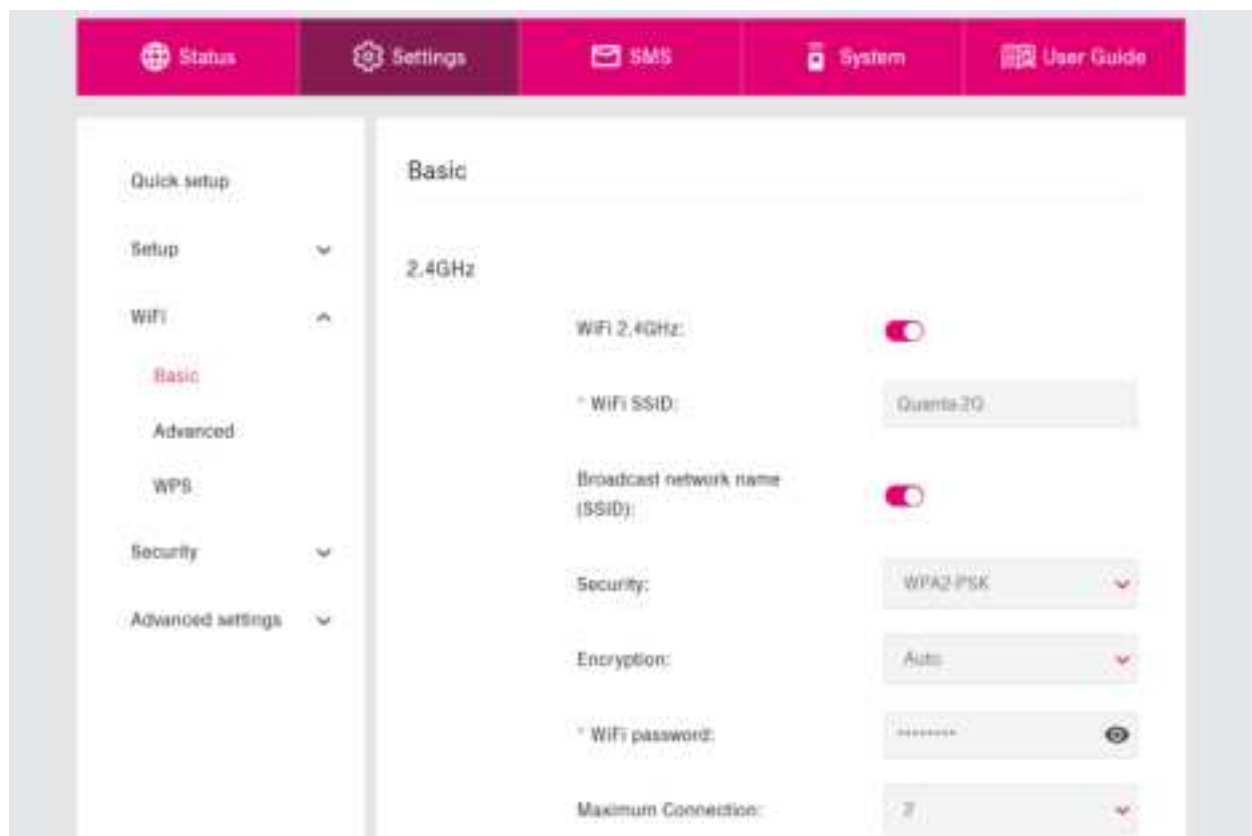 Status
Settings
SMS
System
User Guide
Quick setup
Setup
WiFi
Basic
Advanced
WPS
Security
Advanced settings
Basic
2.4GHz
WiFi 2.4GHz:
* WiFi SSID:
Broadcast network name
(SSID):
WPA2-PSK
Security:
Encryption:
Auto
* WiFi password:
********
Maximum Connection:
2